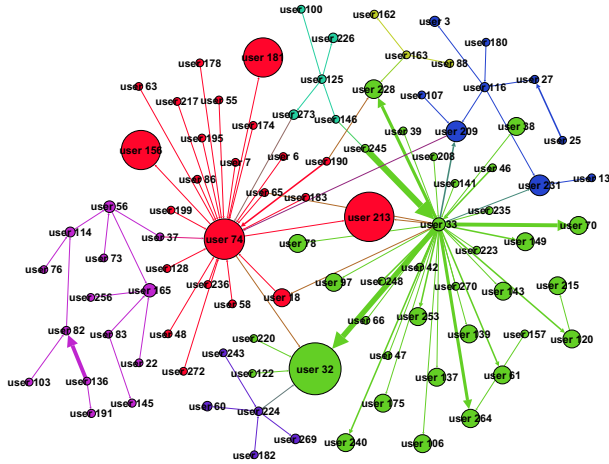 user 100
user 162
user 3
user 226
user 180
user 163
user 181
user 88
user 178
user 27
user 125
user 116
user 63
user 228
user 107
user 217
user 55
user 273
user 146
user 174
user 38
user 39
user 209
user 195
user 25
user 156
user 245
user 208
user 7
user 6
user 190
user 46
user 86
user 141
user 231
user 13
user 65
user 183
user 56
user 199
user 213
user 235
user 33
user 70
user 114
user 37
user 74
user 78
user 149
user 73
user 223
user 76
user 128
user 42
user 97
user 248
user 236
user 270
user 143
user 215
user 165
user 256
user 18
user 58
user 66
user 253
user 82
user 83
user 48
user 139
user 157
user 220
user 120
user 243
user 47
user 22
user 32
user 272
user 122
user 61
user 137
user 103
user 136
user 145
user 175
user 60
user 191
user 224
user 264
user 269
user 240
user 106
user 182